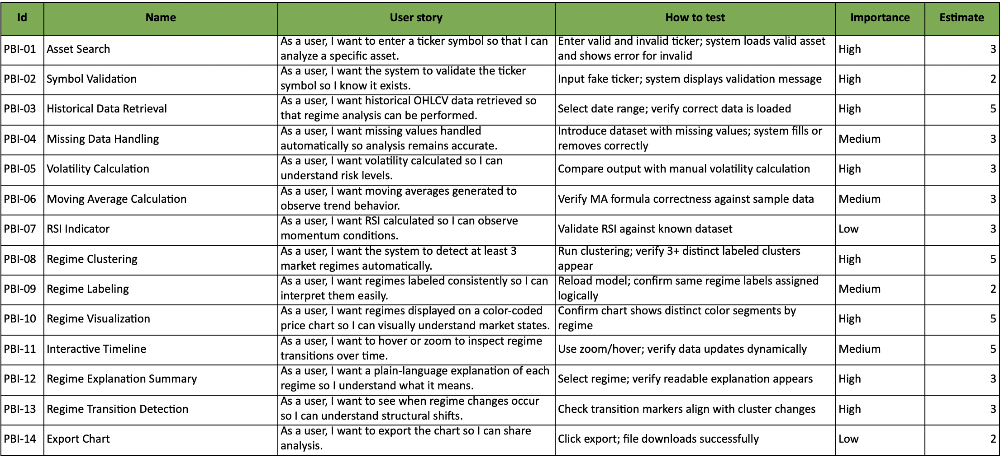 Id Name User story How to test Importance Estimate
PBI-01 Asset Search As a user, I want to enter a ticker symbol so that I can analyze a specific asset. Enter valid and invalid ticker; system loads valid asset and shows error for invalid High 3
PBI-02 Symbol Validation As a user, I want the system to validate the ticker symbol so I know it exists. Input fake ticker; system displays validation message High 2
PBI-03 Historical Data Retrieval As a user, I want historical OHLCV data retrieved so that regime analysis can be performed. Select date range; verify correct data is loaded High 5
PBI-04 Missing Data Handling As a user, I want missing values handled automatically so analysis remains accurate. Introduce dataset with missing values; system fills or removes correctly Medium 3
PBI-05 Volatility Calculation As a user, I want volatility calculated so I can understand risk levels. Compare output with manual volatility calculation High 3
PBI-06 Moving Average Calculation As a user, I want moving averages generated to observe trend behavior. Verify MA formula correctness against sample data Medium 3
PBI-07 RSI Indicator As a user, I want RSI calculated so I can observe momentum conditions. Validate RSI against known dataset Low 3
PBI-08 Regime Clustering As a user, I want the system to detect at least 3 market regimes automatically. Run clustering; verify 3+ distinct labeled clusters appear High 5
PBI-09 Regime Labeling As a user, I want regimes labeled consistently so I can interpret them easily. Reload model; confirm same regime labels assigned logically Medium 2
PBI-10 Regime Visualization As a user, I want regimes displayed on a color-coded price chart so I can visually understand market states. Confirm chart shows distinct color segments by regime High 5
PBI-11 Interactive Timeline As a user, I want to hover or zoom to inspect regime transitions over time. Use zoom/hover; verify data updates dynamically Medium 5
PBI-12 Regime Explanation Summary As a user, I want a plain-language explanation of each regime so I understand what it means. Select regime; verify readable explanation appears High 3
PBI-13 Regime Transition Detection As a user, I want to see when regime changes occur so I can understand structural shifts. Check transition markers align with cluster changes High 3
PBI-14 Export Chart As a user, I want to export the chart so I can share analysis. Click export; file downloads successfully Low 2